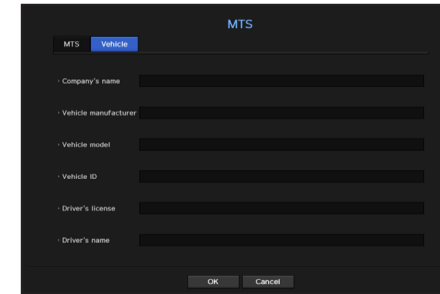 MTS
MTS Vehicle
· Company's name
· Vehicle manufacturer
· Vehicle model
· Vehicle ID
· Driver's license
· Driver's name
OK Cancel